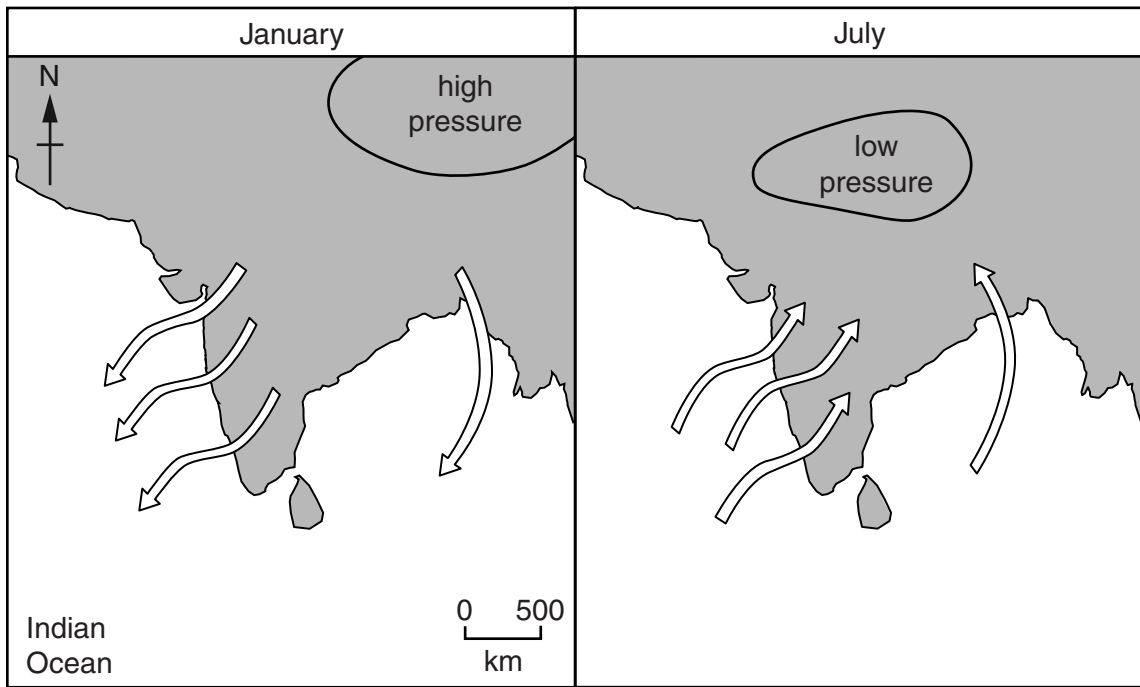 January
July
N
high
pressure
low
pressure
0 500
km
Indian
Ocean